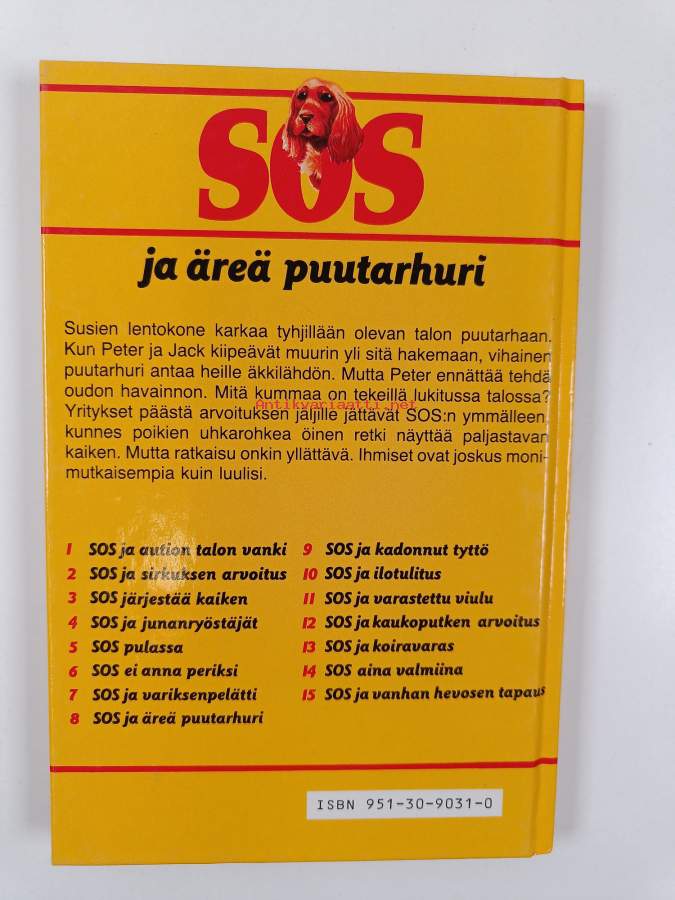 SOS
ja äreä puutarhuri
Susien lentokone karkaa tyhjillään olevan talon puutarhaan.
Kun Peter ja Jack kiipeävät muurin yli sitä hakemaan, vihainen
puutarhuri antaa heille äkkilähdön. Mutta Peter ennättää tehdä
oudon havainnon. Mitä kummaa on tekeillä lukitussa talossa?
Antikvariaatti.net
Yritykset päästä arvoituksen jäljille jättävät SOS:n ymmälleen,
kunnes poikien uhkarohkea öinen retki näyttää paljastavan
kaiken. Mutta ratkaisu onkin yllättävä. Ihmiset ovat joskus moni-
mutkaisempia kuin luulisi.
1 SOS ja aution talon vanki
2 SOS ja sirkuksen arvoitus
3 SOS järjestää kaiken
4 SOS ja junanryöstäjät
5 SOS pulassa
6 SOS ei anna periksi
7 SOS ja variksenpelätti
8 SOS ja äreä puutarhuri
9 SOS ja kadonnut tyttö
10 SOS ja ilotulitus
11 SOS ja varastettu viulu
12 SOS ja kaukoputken arvoitus
13 SOS ja koiravaras
14 SOS aina valmiina
15 SOS ja vanhan hevosen tapaus
ISBN 951-30-9031-0